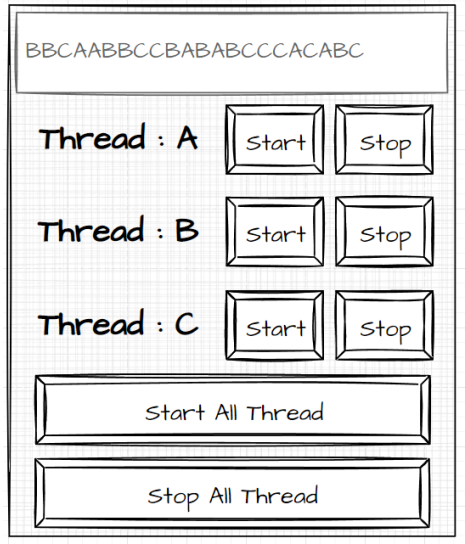 BBCAABBCCBABABCCCACABC
Thread : A Start Stop
Thread : B Start Stop
Thread : C Start Stop
Start All Thread
Stop All Thread